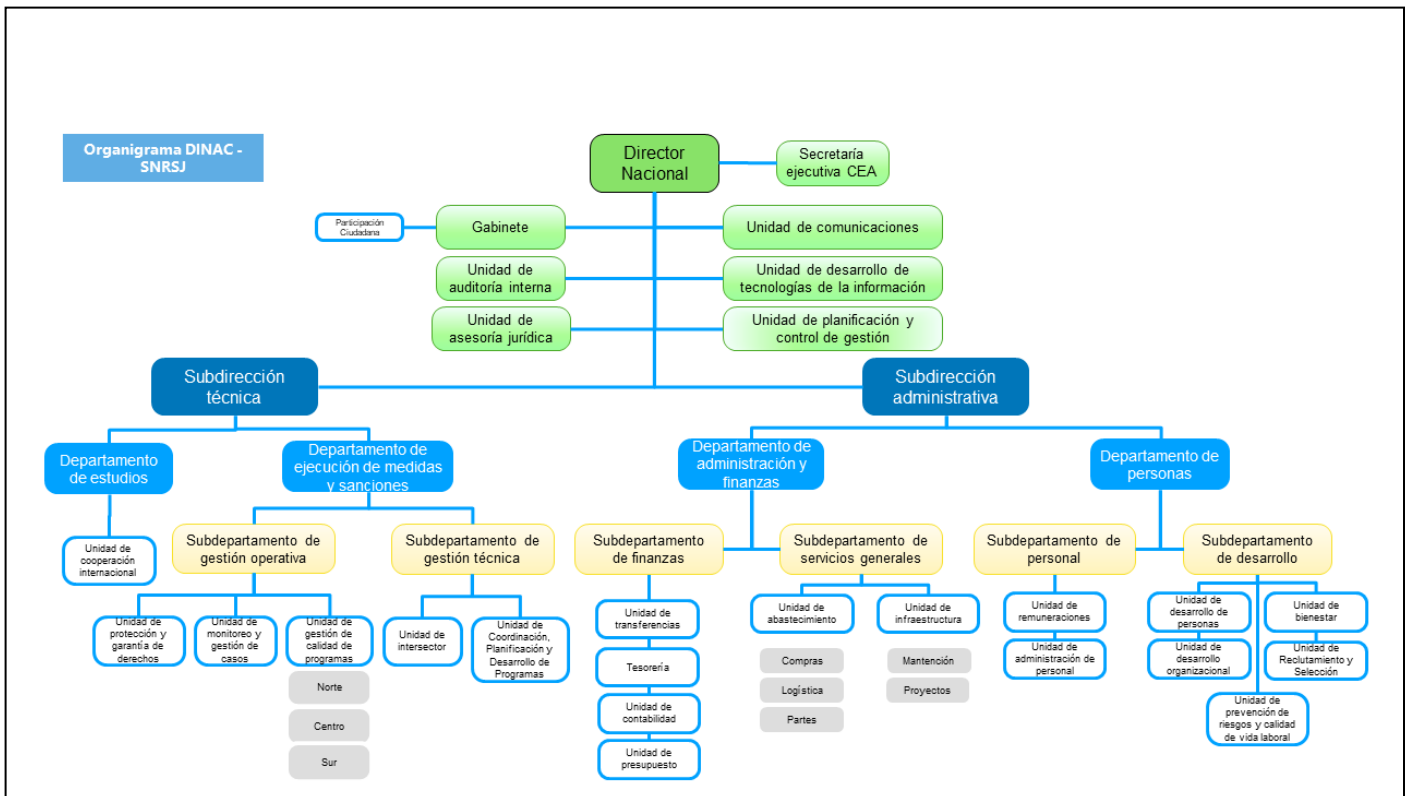 Organigrama DINAC -
SNRSJ
Director
Nacional
Secretaría
ejecutiva CEA
Participación
Ciudadana
Gabinete
Unidad de comunicaciones
Unidad de
auditoría interna
Unidad de desarrollo de
tecnologías de la información
Unidad de
asesoría jurídica
Unidad de planificación y
control de gestión
Subdirección
técnica
Subdirección
administrativa
Departamento
de estudios
Departamento de
ejecución de medidas
y sanciones
Departamento de
administración y
finanzas
Departamento de
personas
Unidad de
cooperación
internacional
Subdepartamento de
gestión operativa
Subdepartamento de
gestión técnica
Subdepartamento
de finanzas
Subdepartamento de
servicios generales
Subdepartamento de
personal
Subdepartamento
de desarrollo
Unidad de
protección y
garantía de
derechos
Unidad de
monitoreo y
gestión de
casos
Unidad de
gestión de
calidad de
programas
Norte
Centro
Sur
Unidad de
intersector
Unidad de
Coordinación,
Planificación y
Desarrollo de
Programas
Unidad de
transferencias
Tesorería
Unidad de
contabilidad
Unidad de
presupuesto
Unidad de
abastecimiento
Compras
Logística
Partes
Unidad de
infraestructura
Mantención
Proyectos
Unidad de
remuneraciones
Unidad de
administración de
personal
Unidad de
desarrollo de
personas
Unidad de
desarrollo
organizacional
Unidad de
bienestar
Unidad de
Reclutamiento y
Selección
Unidad de
prevención de
riesgos y calidad
de vida laboral